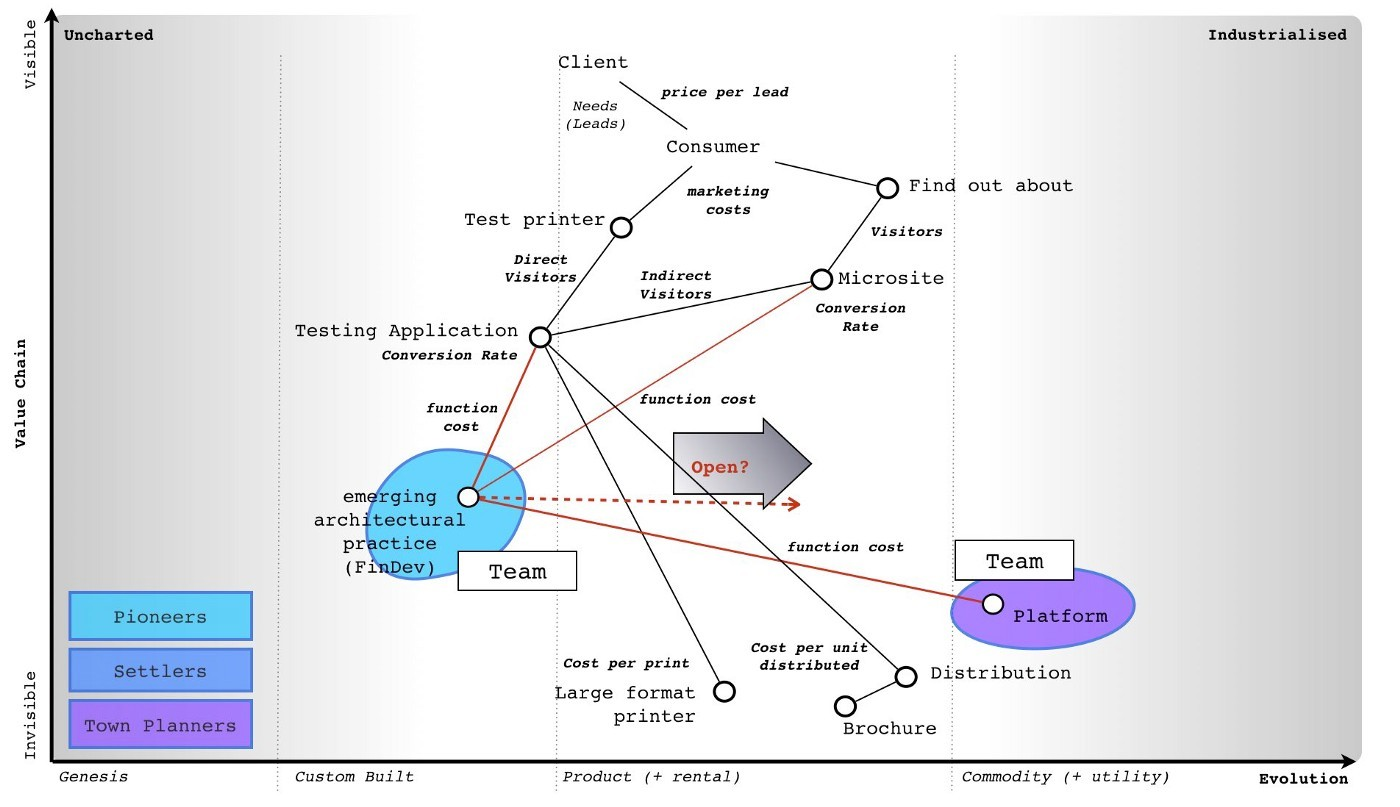 Visible
Uncharted
Industrialised
Client
price per lead
Needs
(Leads)
Consumer
Find out about
marketing
costs
Test printer
Visitors
Direct
Visitors
Indirect
Visitors
Microsite
Conversion
Rate
Testing Application
Conversion Rate
Value Chain
function
cost
function cost
Open?
emerging
architectural
practice
(FinDev)
Team
function cost
Team
Platform
Pioneers
Settlers
Town Planners
Cost per print
Cost per unit
distributed
Large format
printer
Distribution
Brochure
Invisible
Genesis
Custom Built
Product (+ rental)
Commodity (+ utility)
Evolution